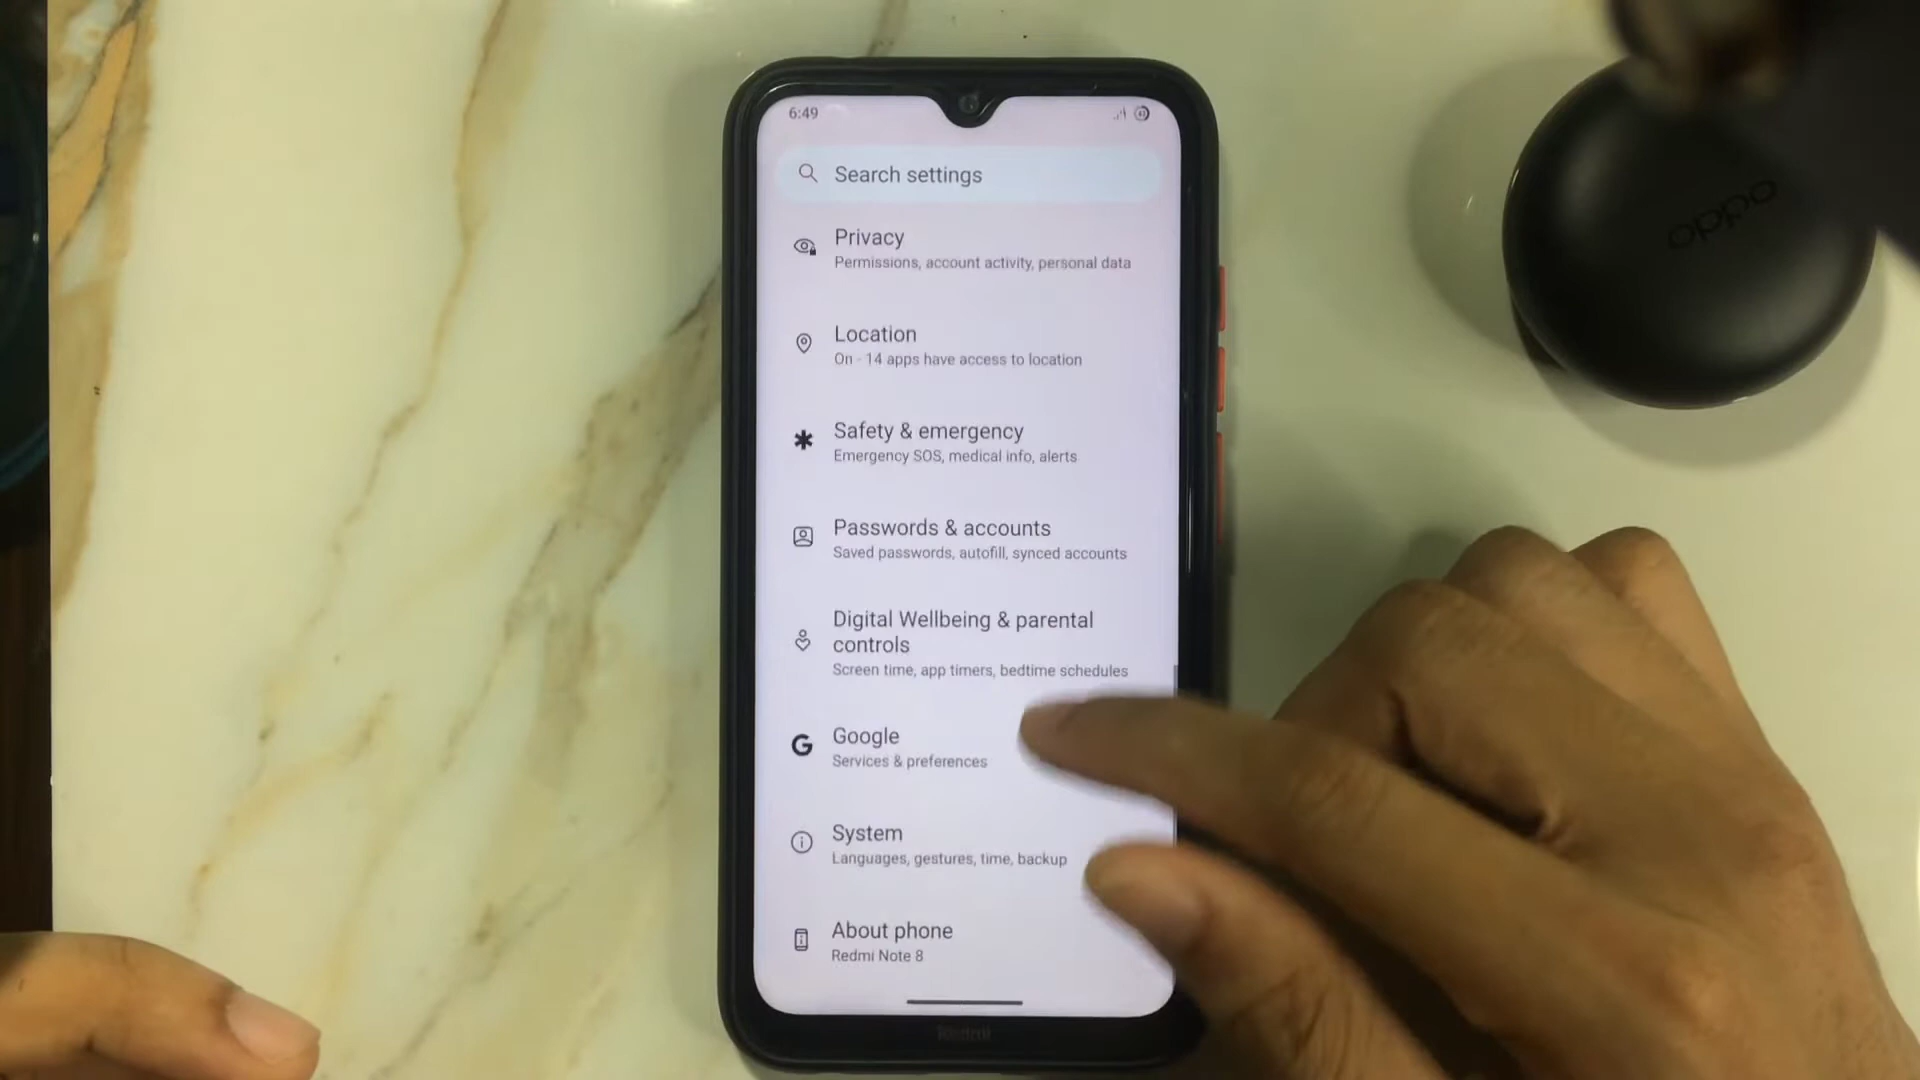 6:49
Search settings
Privacy
Permissions, account activity, personal data
Location
On · 14 apps have access to location
Safety & emergency
Emergency SOS, medical info, alerts
Passwords & accounts
Saved passwords, autofill, synced accounts
Digital Wellbeing & parental
controls
Screen time, app timers, bedtime schedules
Google
Services & preferences
System
Languages, gestures, time, backup
About phone
Redmi Note 8
Redmi
oppo